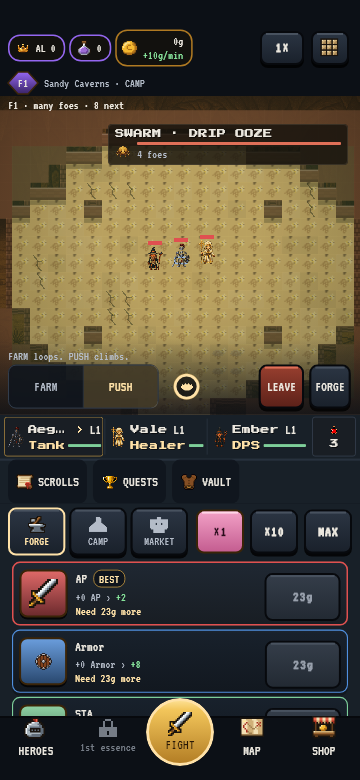 AL 0
0
0g
+10g/min
1X
F1
Sandy Caverns · CAMP
F1 · many foes · 8 next
SWARM · DRIP OOZE
4 foes
FARM loops. PUSH climbs.
FARM
PUSH
LEAVE
FORGE
Aeg… › L1
Tank
Vale L1
Healer
Ember L1
DPS
3
SCROLLS
QUESTS
VAULT
FORGE
CAMP
MARKET
X1
X10
MAX
AP BEST
+0 AP › +2
Need 23g more
23g
Armor
+0 Armor › +8
Need 23g more
23g
STA
HEROES
1st essence
FIGHT
MAP
SHOP